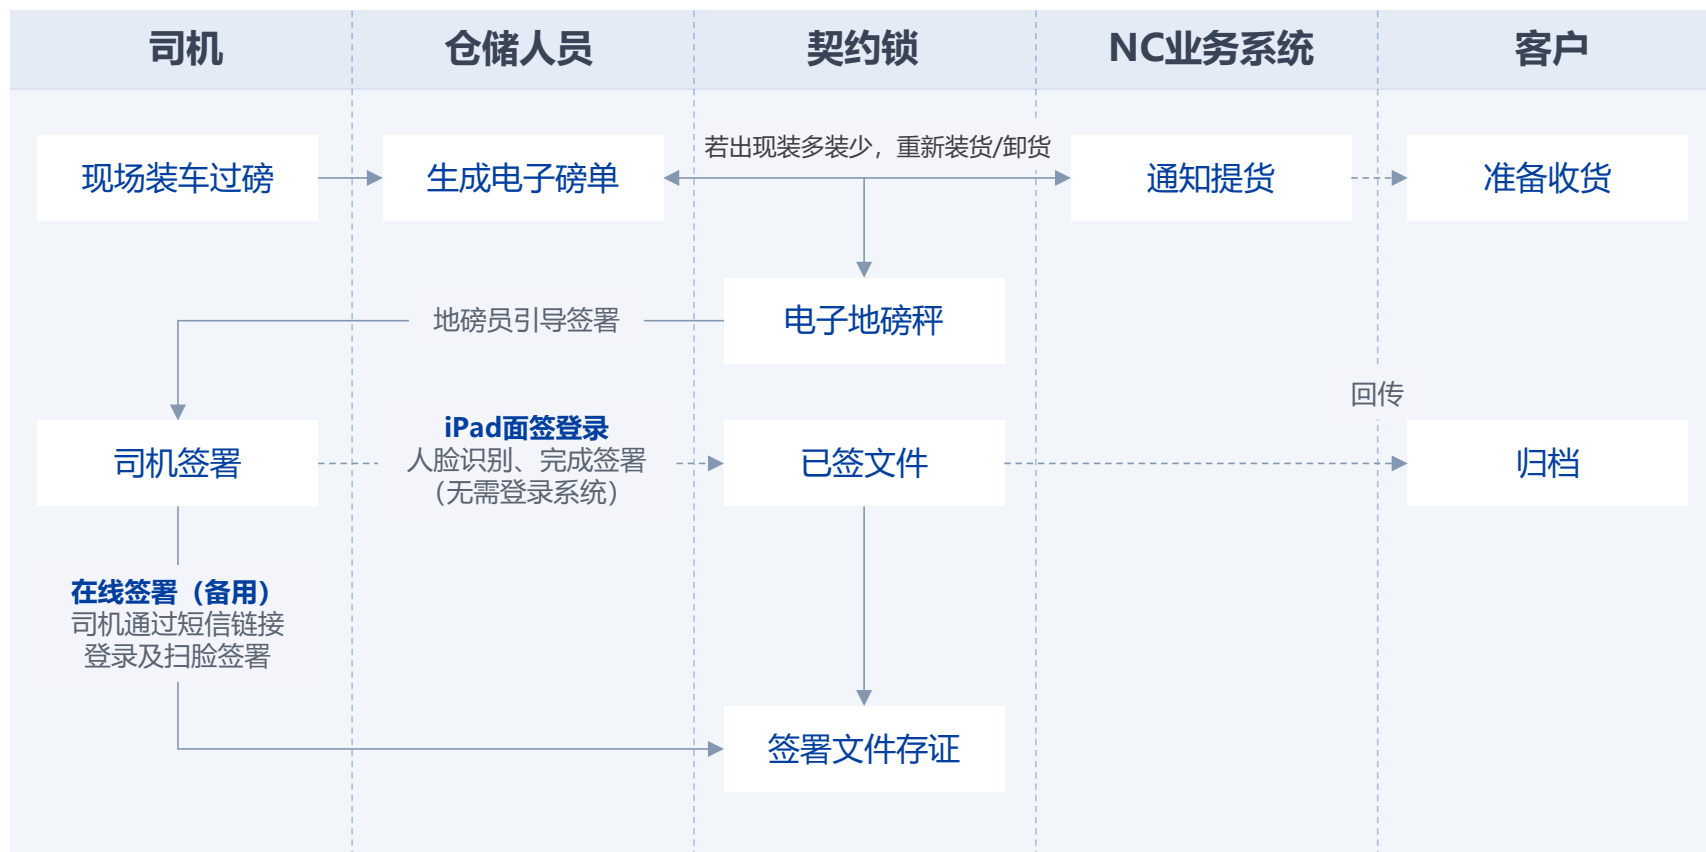 司机
仓储人员
契约锁
NC业务系统
客户
若出现装多装少，重新装货/卸货
现场装车过磅
生成电子磅单
通知提货
准备收货
地磅员引导签署
电子地磅秤
回传
司机签署
iPad面签登录
人脸识别、完成签署
（无需登录系统）
已签文件
归档
在线签署（备用）
司机通过短信链接
登录及扫脸签署
签署文件存证